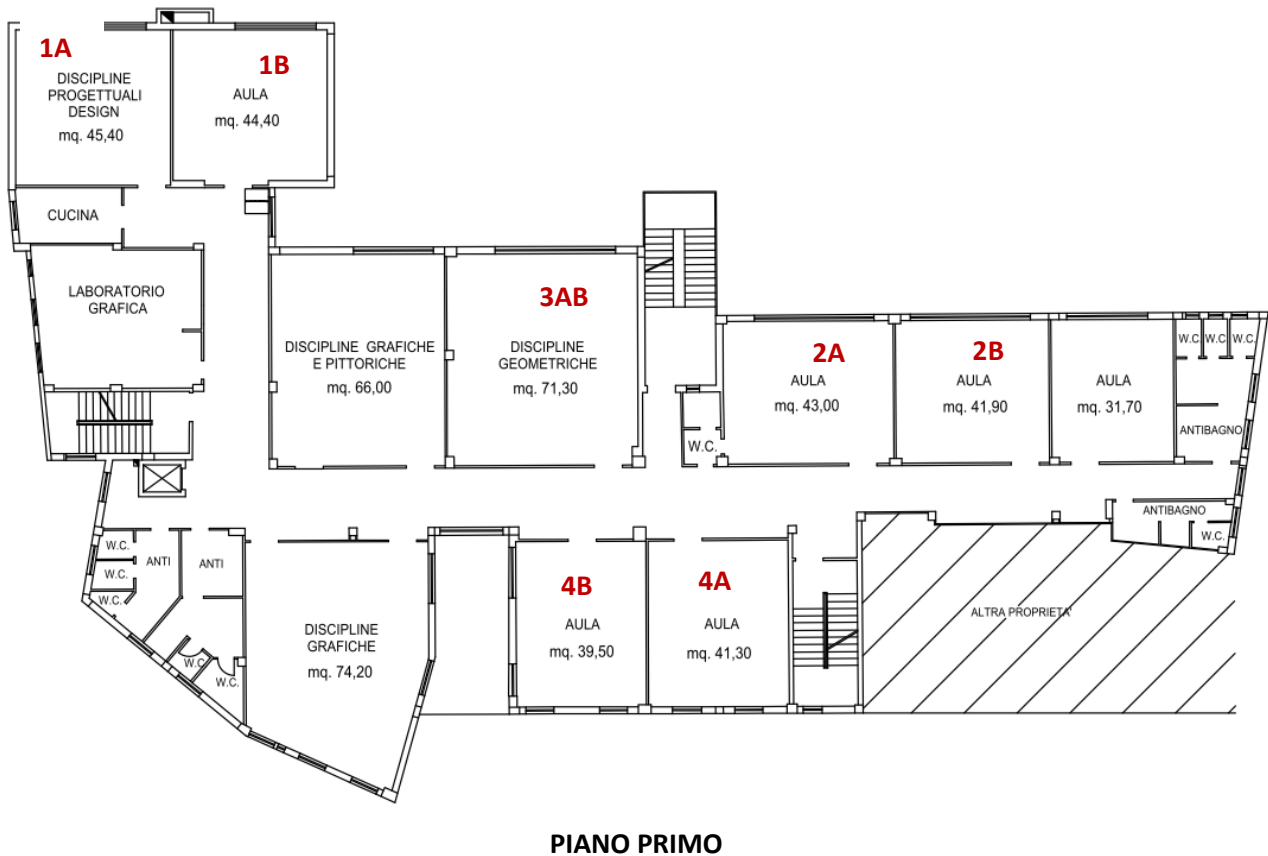 1A
DISCIPLINE
PROGETTUALI
DESIGN
mq. 45,40
1B
AULA
mq. 44,40
CUCINA
LABORATORIO
GRAFICA
DISCIPLINE GRAFICHE
E PITTORICHE
mq. 66,00
3AB
DISCIPLINE
GEOMETRICHE
mq. 71,30
W.C.
2A
AULA
mq. 43,00
2B
AULA
mq. 41,90
AULA
mq. 31,70
W.C.
W.C.
W.C.
ANTIBAGNO
ANTIBAGNO
W.C.
W.C.
W.C.
W.C.
ANTI
ANTI
W.C
W.C.
DISCIPLINE
GRAFICHE
mq. 74,20
4B
AULA
mq. 39,50
4A
AULA
mq. 41,30
ALTRA PROPRIETA'
PIANO PRIMO